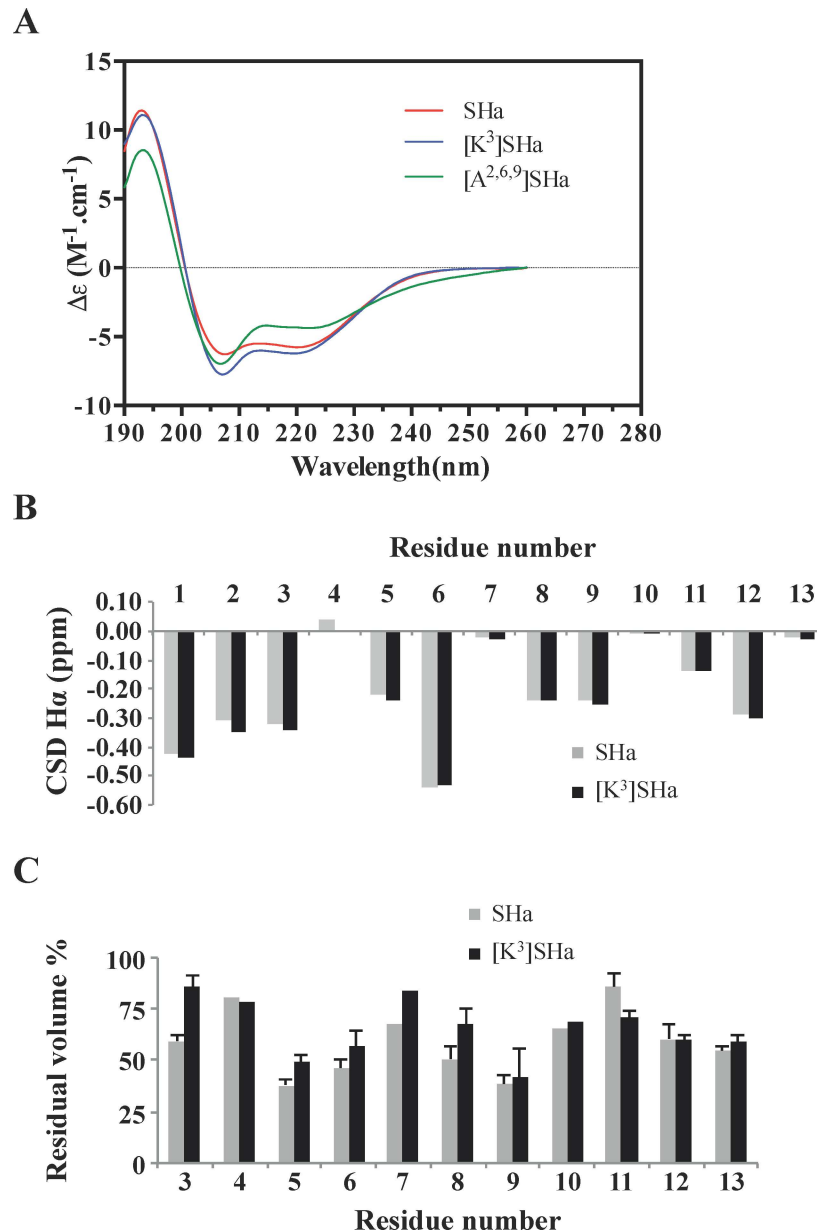 A
15
10
5
0
-5
-10
Δε (M⁻¹.cm⁻¹)
SHa
[K³]SHa
[A²,⁶,⁹]SHa
190 200 210 220 230 240 250 260 270 280
Wavelength(nm)
B
Residue number
1 2 3 4 5 6 7 8 9 10 11 12 13
0.10
0.00
-0.10
-0.20
-0.30
-0.40
-0.50
-0.60
CSD Hα (ppm)
SHa
[K³]SHa
C
SHa
[K³]SHa
100
75
50
25
0
Residual volume %
3 4 5 6 7 8 9 10 11 12 13
Residue number